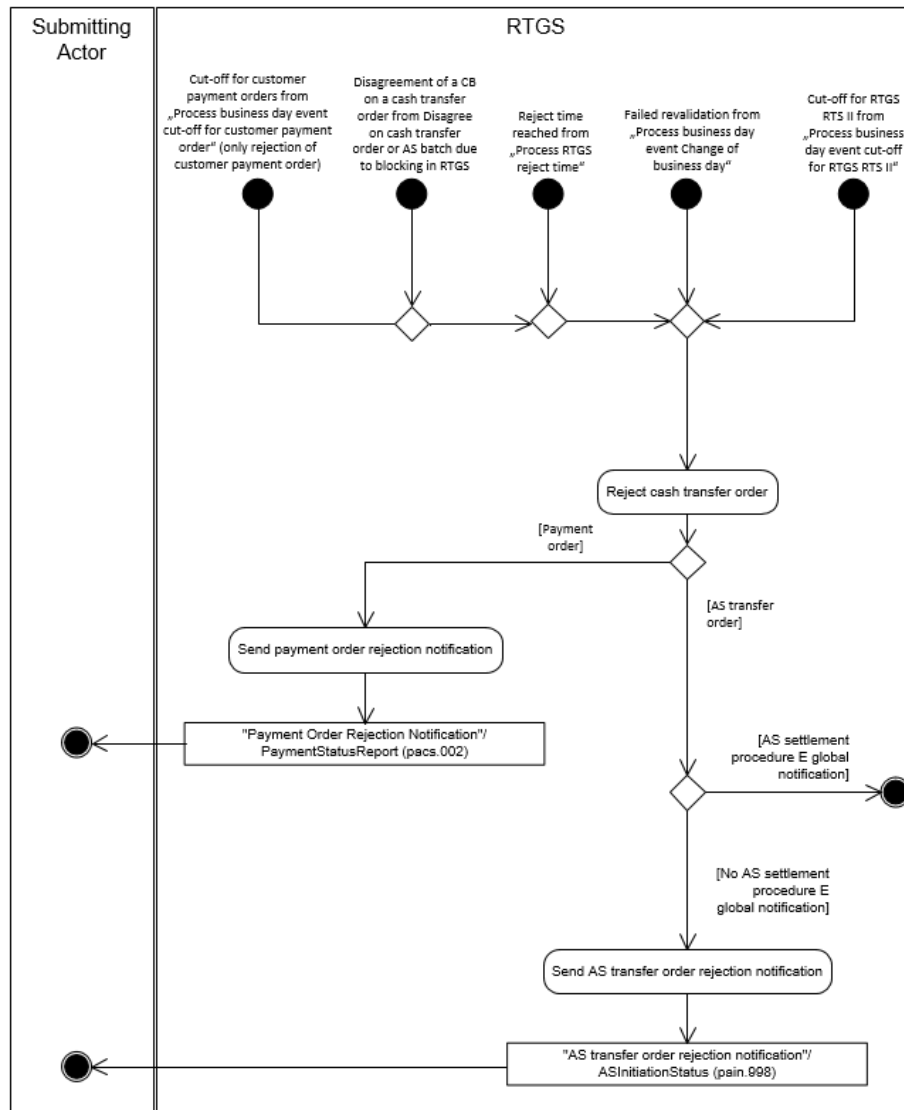 Submitting
Actor
RTGS
Cut-off for customer
payment orders from
„Process business day event
cut-off for customer payment
order“ (only rejection of
customer payment order)
Disagreement of a CB
on a cash transfer
order from Disagree
on cash transfer
order or AS batch due
to blocking in RTGS
Reject time
reached from
„Process RTGS
reject time“
Failed revalidation from
„Process business day
event Change of
business day“
Cut-off for RTGS
RTS II from
„Process business
day event cut-off
for RTGS RTS II“
Reject cash transfer order
[Payment
order]
[AS transfer
order]
Send payment order rejection notification
"Payment Order Rejection Notification"/
PaymentStatusReport (pacs.002)
[AS settlement
procedure E global
notification]
[No AS settlement
procedure E
global notification]
Send AS transfer order rejection notification
"AS transfer order rejection notification"/
ASInitiationStatus (pain.998)